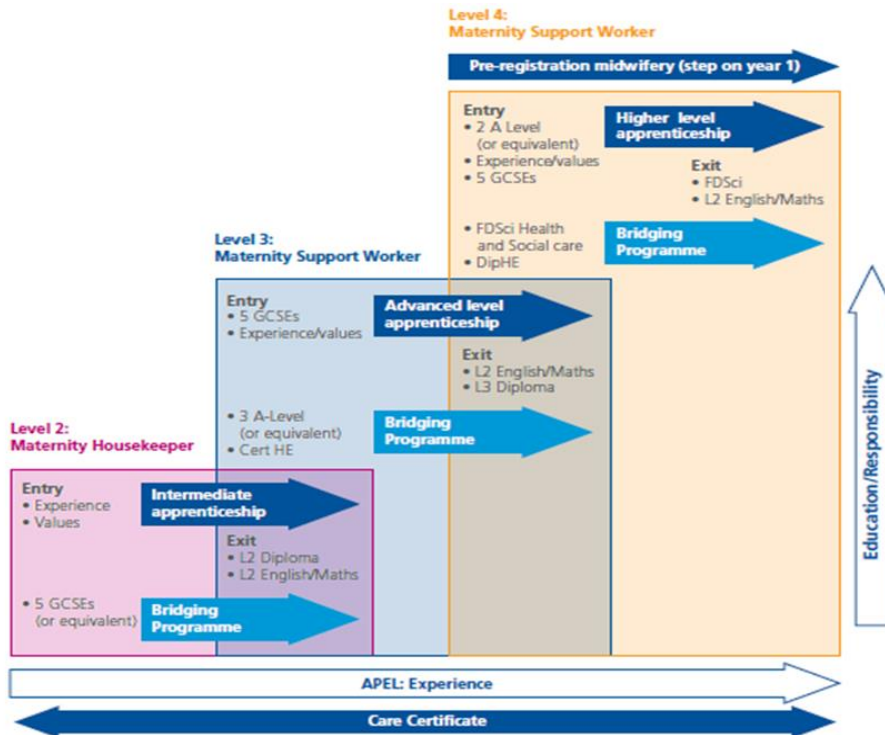 Level 4:
Maternity Support Worker
Pre-registration midwifery (step on year 1)
Entry
• 2 A Level
(or equivalent)
• Experience/values
• 5 GCSEs
Higher level
apprenticeship
Exit
• FDSci
• L2 English/Maths
• FDSci Health
and Social care
• DipHE
Bridging
Programme
Level 3:
Maternity Support Worker
Entry
• 5 GCSEs
• Experience/values
Advanced level
apprenticeship
Exit
• L2 English/Maths
• L3 Diploma
• 3 A-Level
(or equivalent)
• Cert HE
Bridging
Programme
Level 2:
Maternity Housekeeper
Entry
• Experience
• Values
Intermediate
apprenticeship
Exit
• L2 Diploma
• L2 English/Maths
• 5 GCSEs
(or equivalent)
Bridging
Programme
Education/Responsibility
APEL: Experience
Care Certificate